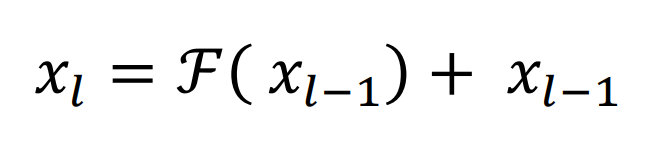 x_l = ℱ( x_{l−1}) + x_{l−1}